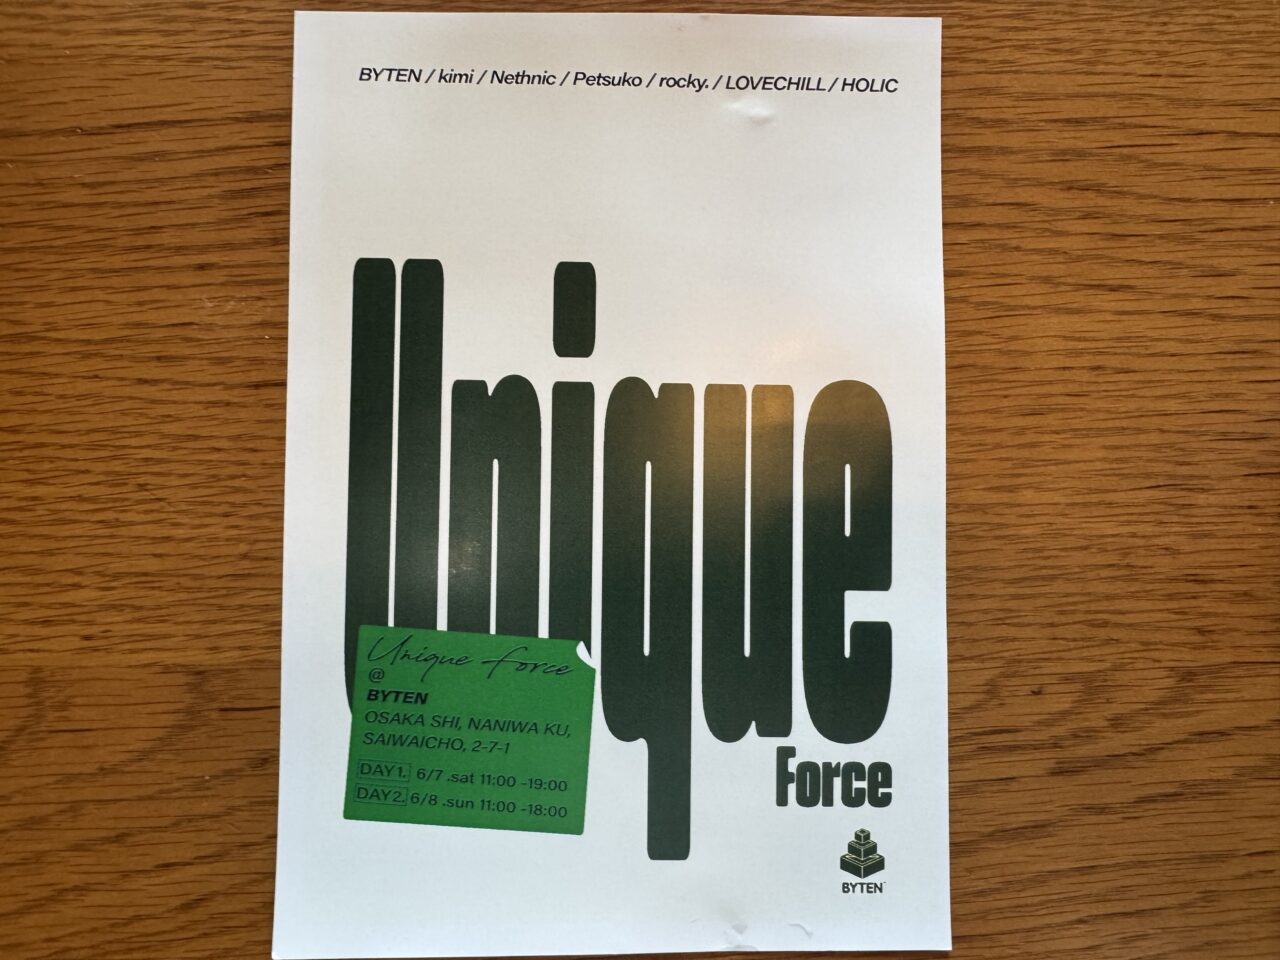 BYTEN / kimi / Nethnic / Petsuko / rocky. / LOVECHILL / HOLIC
Unique
Force
Unique force
@
BYTEN
OSAKA SHI, NANIWA KU,
SAIWAICHO, 2-7-1
DAY1. 6/7 .sat 11:00 -19:00
DAY2. 6/8 .sun 11:00 -18:00
BYTEN